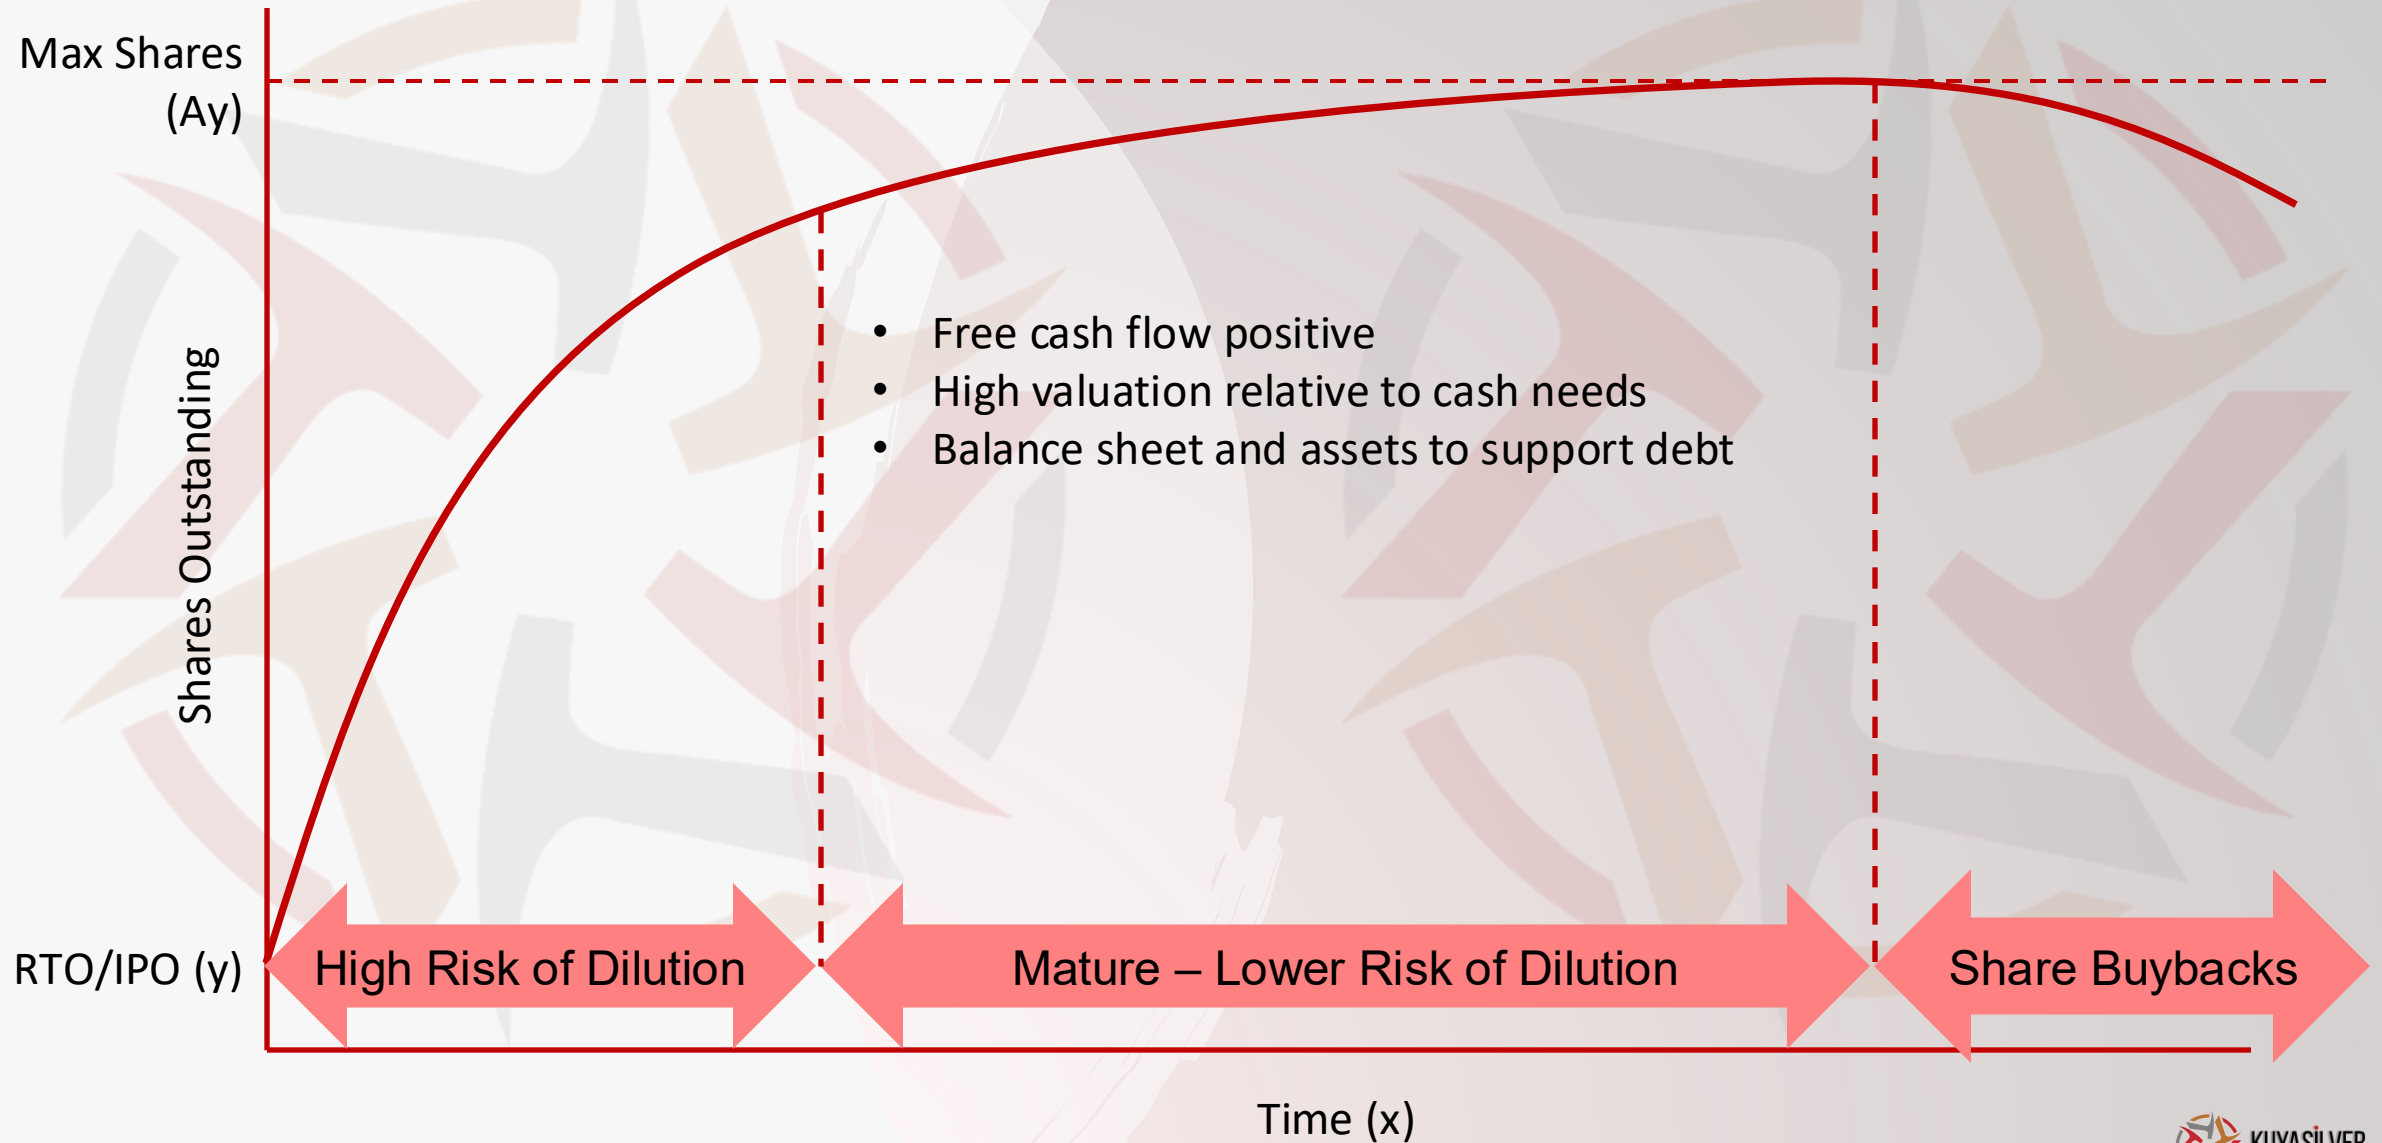 Max Shares
(Ay)
Shares Outstanding
• Free cash flow positive
• High valuation relative to cash needs
• Balance sheet and assets to support debt
RTO/IPO (y)
High Risk of Dilution
Mature – Lower Risk of Dilution
Share Buybacks
Time (x)
KUYASILVER